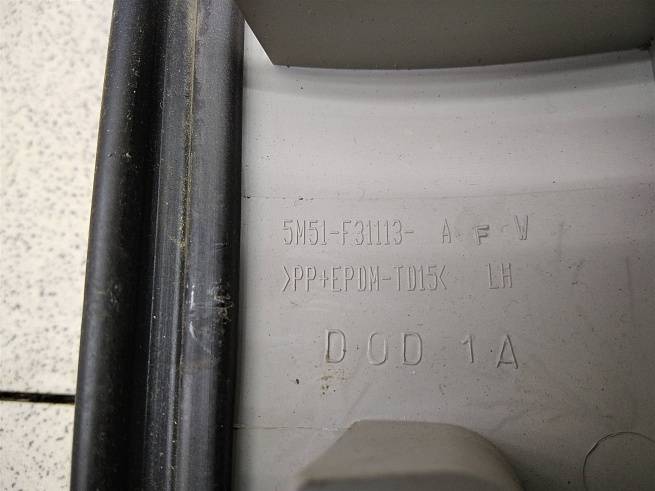 5M51-F31113- A F W
>PP+EPDM-TD15< LH
DOD 1A